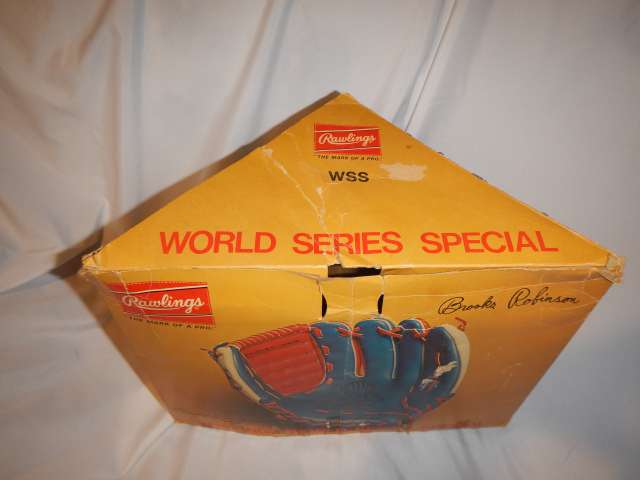 Rawlings
THE MARK OF A PRO.
WSS
WORLD SERIES SPECIAL
Rawlings
THE MARK OF A PRO.
Brooks Robinson